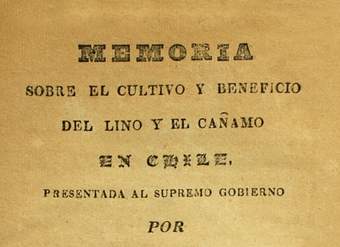 MEMORIA
SOBRE EL CULTIVO Y BENEFICIO
DEL LINO Y EL CAÑAMO
EN CHILE,
PRESENTADA AL SUPREMO GOBIERNO
POR